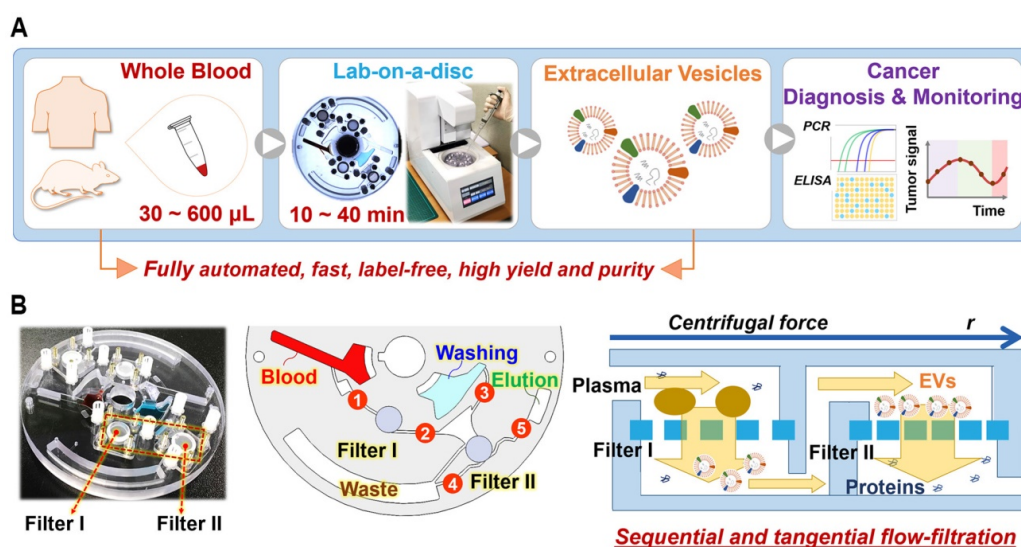 A
Whole Blood
30 ~ 600 µL
Lab-on-a-disc
10 ~ 40 min
Extracellular Vesicles
Cancer
Diagnosis & Monitoring
PCR
ELISA
Tumor signal
Time
Fully automated, fast, label-free, high yield and purity
B
Filter I
Filter II
Blood
Washing
Elution
1
2
3
4
5
Filter I
Filter II
Waste
Centrifugal force
r
Plasma
EVs
Filter I
Filter II
Proteins
Sequential and tangential flow-filtration